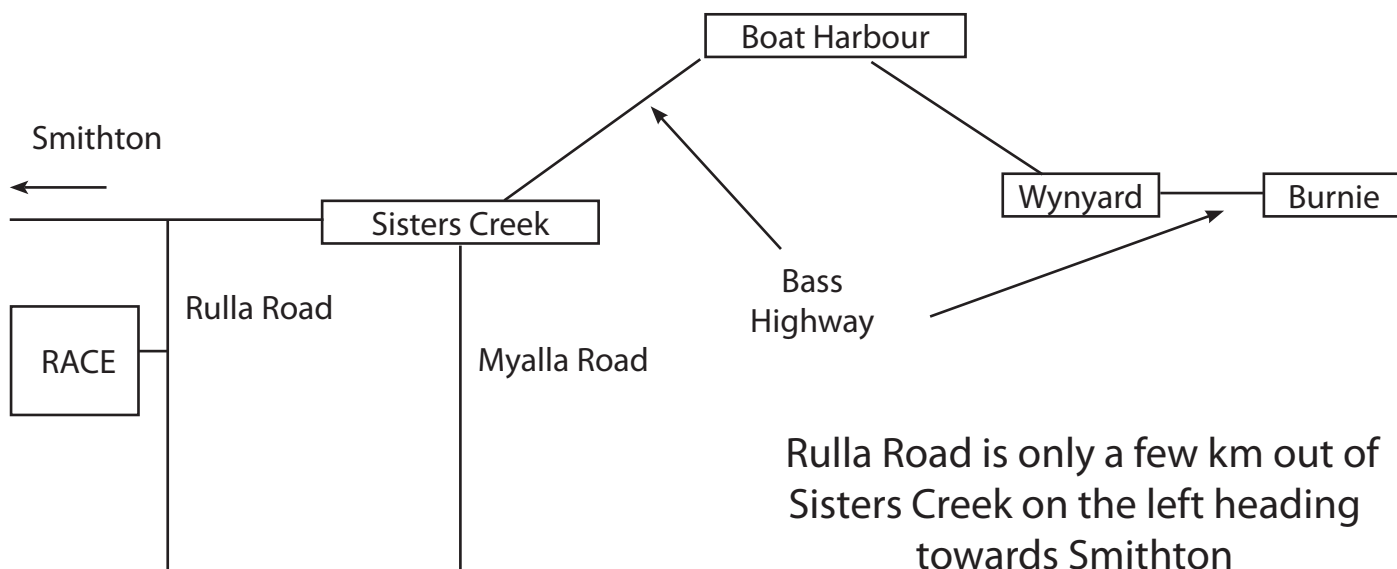 Boat Harbour
Smithton
Wynyard
Burnie
Sisters Creek
Bass
Highway
Rulla Road
RACE
Myalla Road
Rulla Road is only a few km out of
Sisters Creek on the left heading
towards Smithton